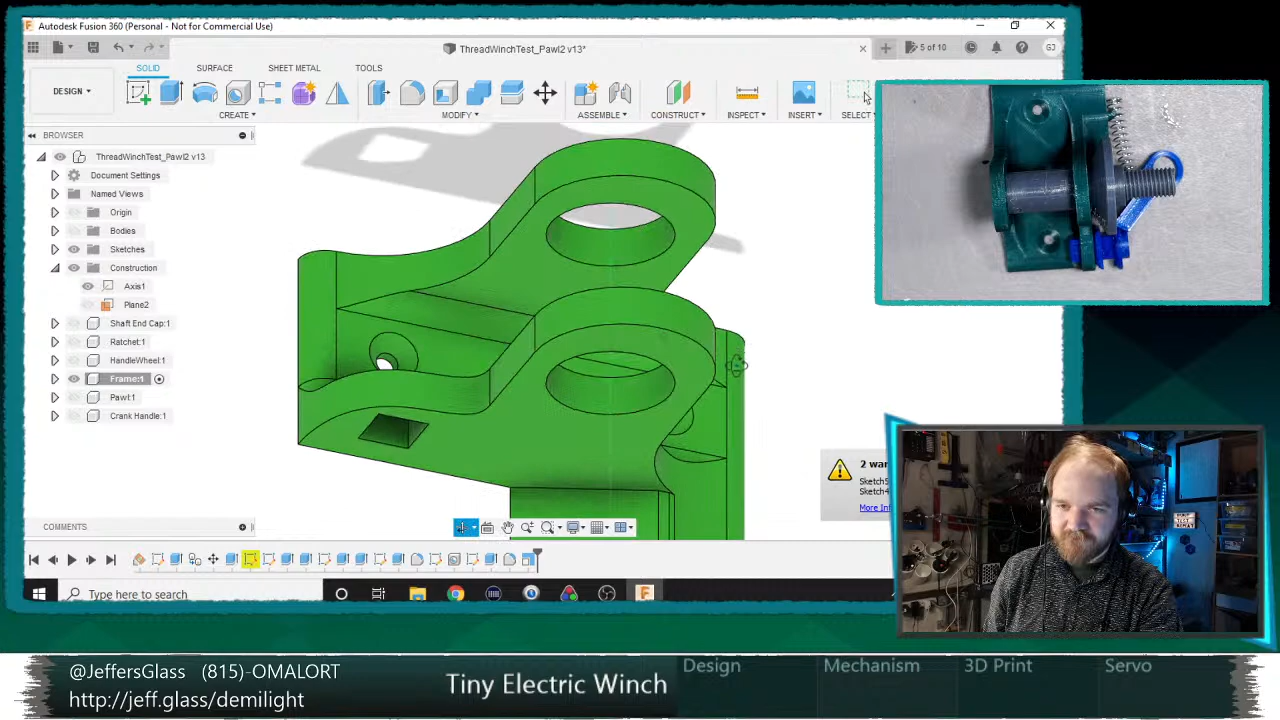 Autodesk Fusion 360 (Personal - Not for Commercial Use)
ThreadWinchTest_Pawl2 v13*
5 of 10
GJ
DESIGN
SOLID
SURFACE
SHEET METAL
TOOLS
CREATE
MODIFY
ASSEMBLE
CONSTRUCT
INSPECT
INSERT
SELECT
BROWSER
ThreadWinchTest_Pawl2 v13
Document Settings
Named Views
Origin
Bodies
Sketches
Construction
Axis1
Plane2
Shaft End Cap:1
Ratchet:1
HandleWheel:1
Frame:1
Pawl:1
Crank Handle:1
2 war
Sketch5
Sketch4
More In
COMMENTS
Type here to search
@JeffersGlass (815)-OMALORT
http://jeff.glass/demilight
Tiny Electric Winch
Design
Mechanism
3D Print
Servo